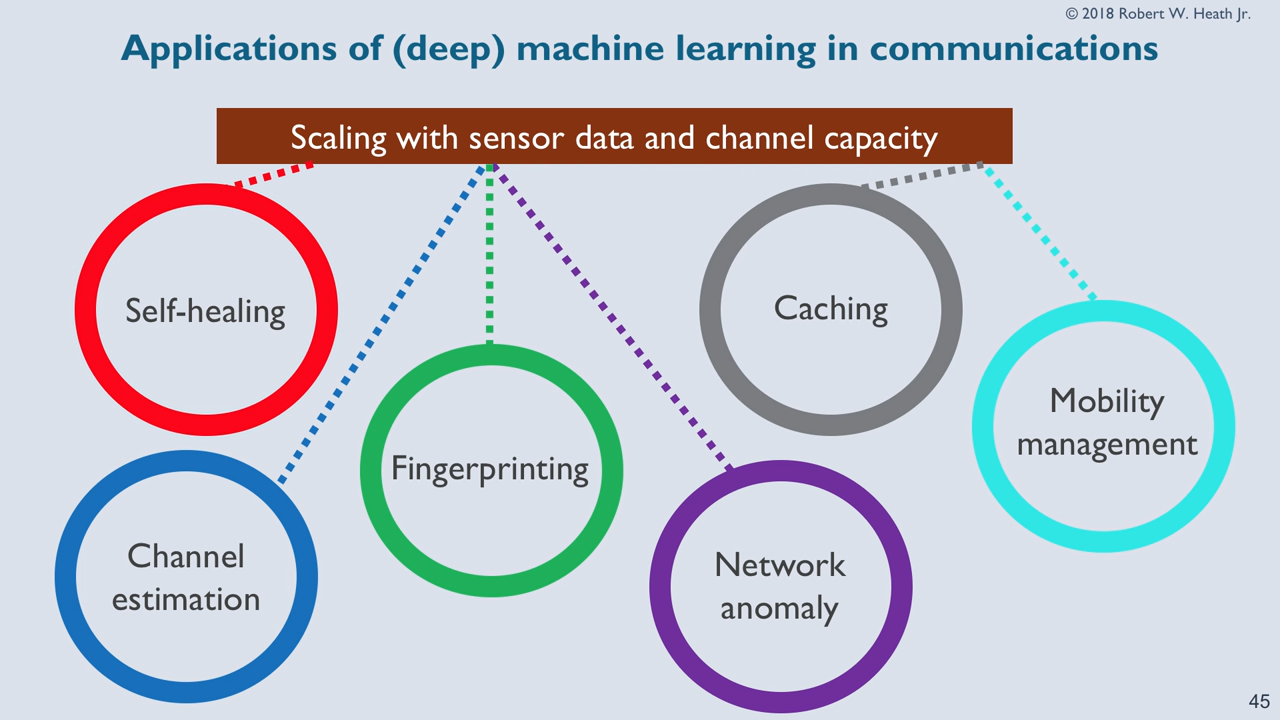 © 2018 Robert W. Heath Jr.
Applications of (deep) machine learning in communications
Scaling with sensor data and channel capacity
Self-healing
Caching
Mobility
management
Fingerprinting
Channel
estimation
Network
anomaly
45